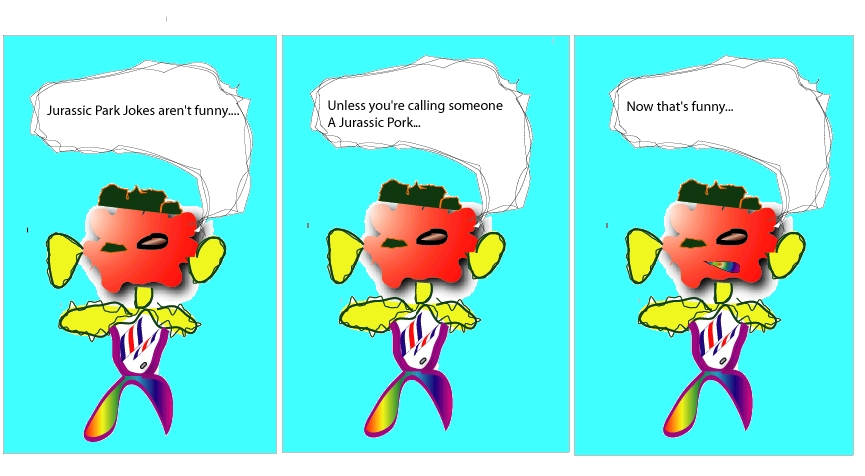 Jurassic Park Jokes aren't funny....
Unless you're calling someone
A Jurassic Pork...
Now that's funny...